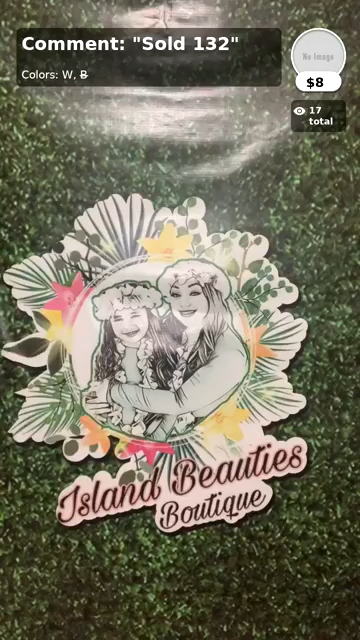 Comment: "Sold 132"
Colors: W, B
No Image
$8
17
total
Island Beauties
Boutique